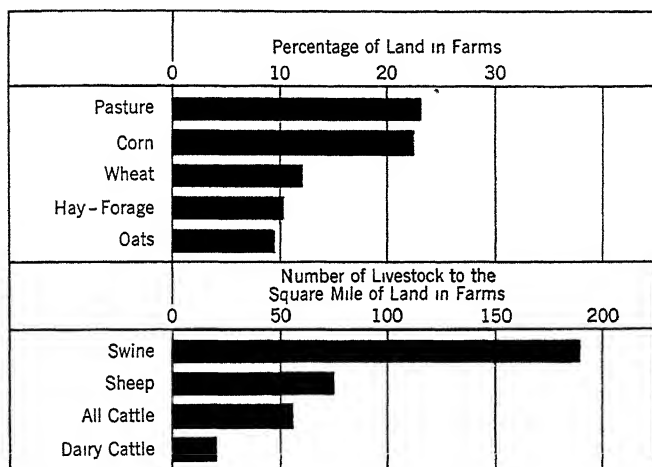 Percentage of Land in Farms
0 10 20 30
Pasture
Corn
Wheat
Hay-Forage
Oats
Number of Livestock to the
Square Mile of Land in Farms
0 50 100 150 200
Swine
Sheep
All Cattle
Dairy Cattle